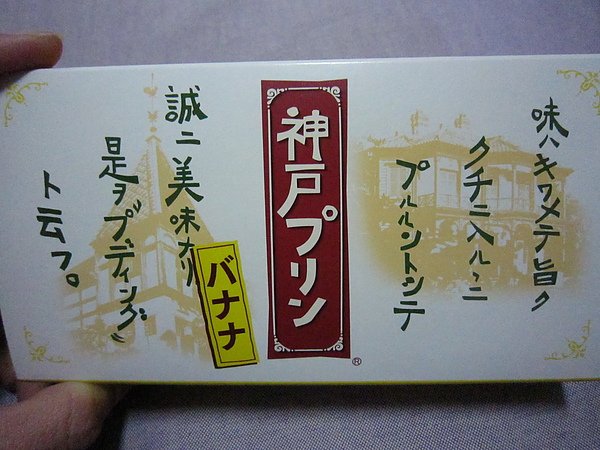 味ハキワメテ旨ク
クチニ入ルヽニ
プルルントシテ
神戸プリン
®
誠ニ美味ナリ
バナナ
是ヲプディング
ト云フ。